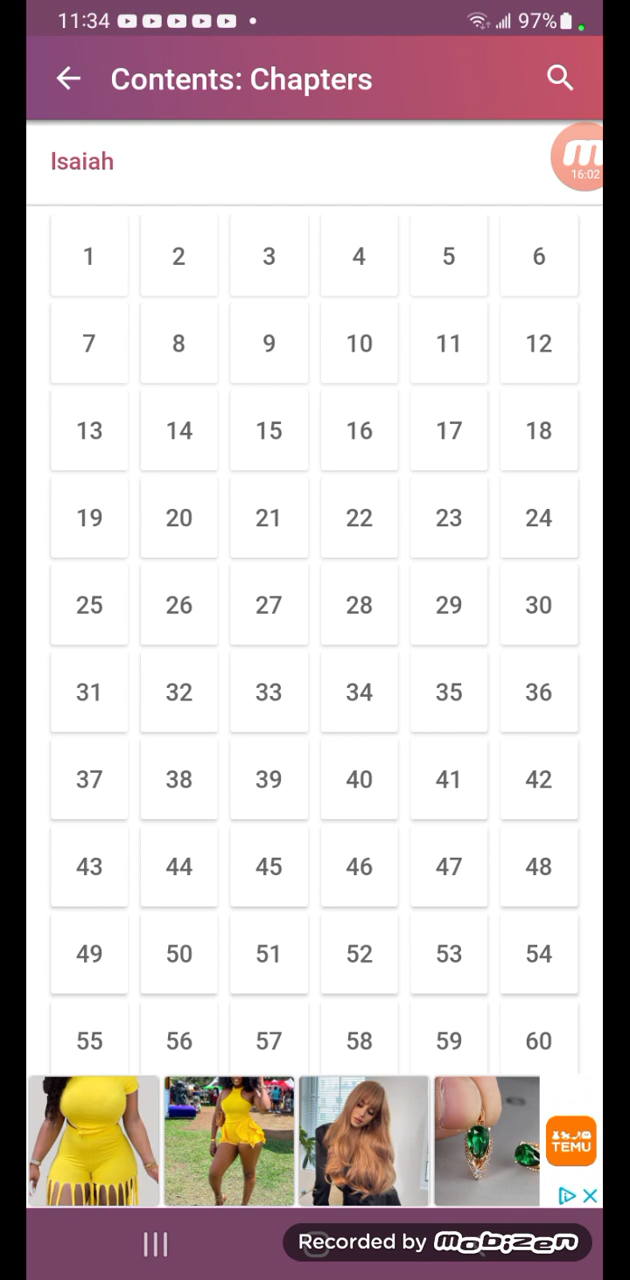 11:34 97%
Contents: Chapters
Isaiah
16:02
1 2 3 4 5 6
7 8 9 10 11 12
13 14 15 16 17 18
19 20 21 22 23 24
25 26 27 28 29 30
31 32 33 34 35 36
37 38 39 40 41 42
43 44 45 46 47 48
49 50 51 52 53 54
55 56 57 58 59 60
TEMU
Recorded by mobizen